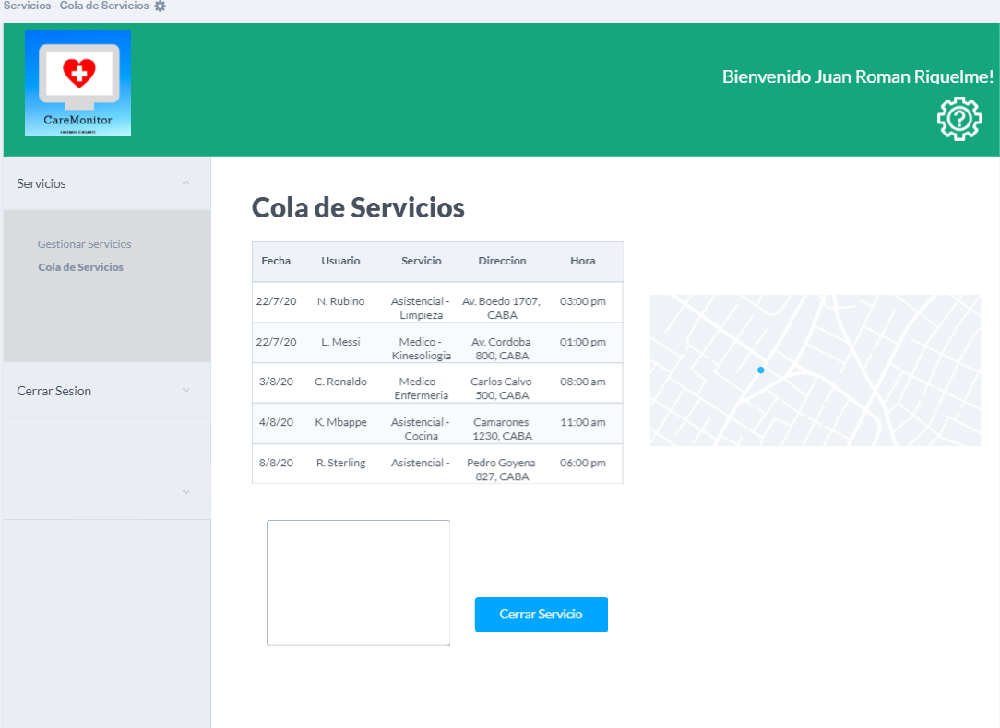 Servicios - Cola de Servicios
CareMonitor
Bienvenido Juan Roman Riquelme!
Servicios
Gestionar Servicios
Cola de Servicios
Cerrar Sesion
Cola de Servicios
Fecha Usuario Servicio Direccion Hora
22/7/20 N. Rubino Asistencial - Av. Boedo 1707, 03:00 pm
Limpieza CABA
22/7/20 L. Messi Medico - Av. Cordoba 01:00 pm
Kinesoliogia 800, CABA
3/8/20 C. Ronaldo Medico - Carlos Calvo 08:00 am
Enfermeria 500, CABA
4/8/20 K. Mbappe Asistencial - Camarones 11:00 am
Cocina 1230, CABA
8/8/20 R. Sterling Asistencial - Pedro Goyena 06:00 pm
827, CABA
Cerrar Servicio